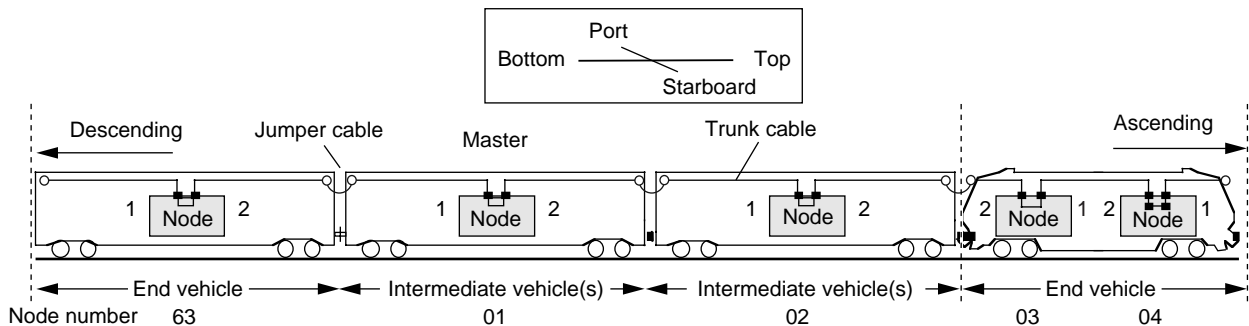 Port
Bottom Top
Starboard
Descending Jumper cable Master Trunk cable Ascending
1 Node 2 1 Node 2 1 Node 2 2 Node 1 2 Node 1
End vehicle Intermediate vehicle(s) Intermediate vehicle(s) End vehicle
Node number 63 01 02 03 04